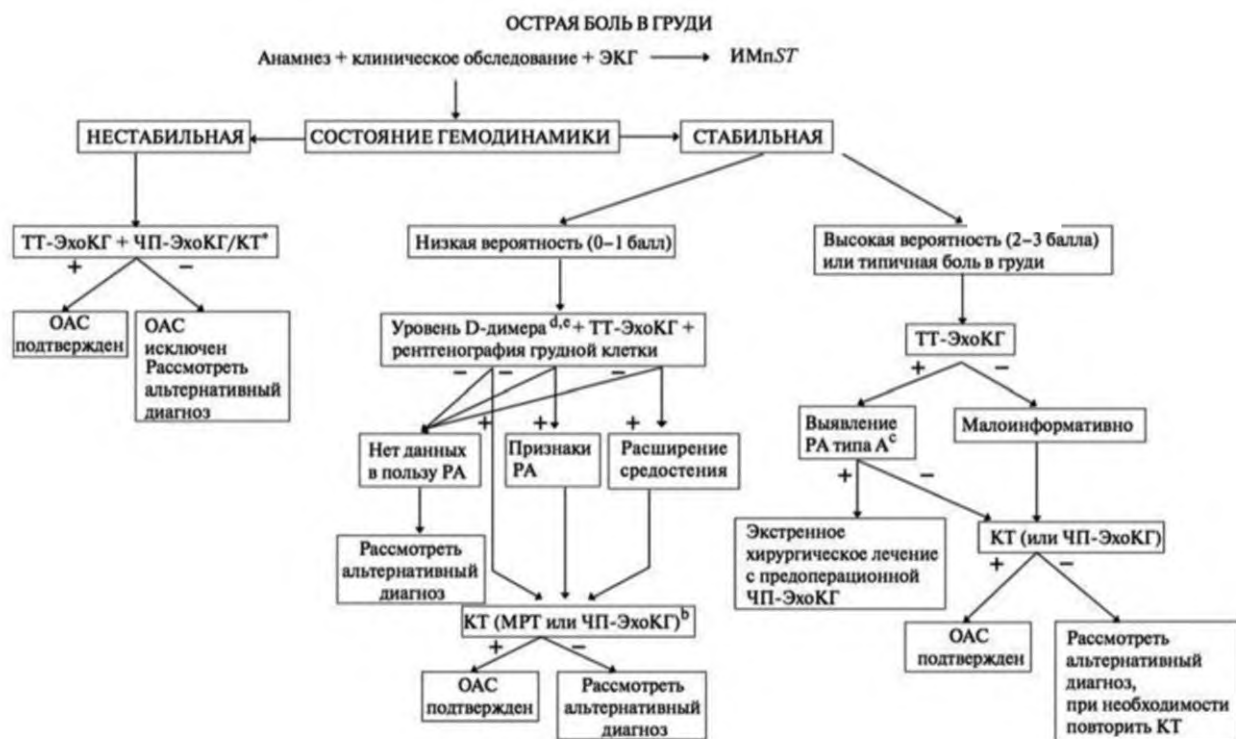 ОСТРАЯ БОЛЬ В ГРУДИ
Анамнез + клиническое обследование + ЭКГ
ИМпST
НЕСТАБИЛЬНАЯ
СОСТОЯНИЕ ГЕМОДИНАМИКИ
СТАБИЛЬНАЯ
ТТ-ЭхоКГ + ЧП-ЭхоКГ/КТ*
+
–
ОАС
подтвержден
ОАС
исключен
Рассмотреть
альтернативный
диагноз
Низкая вероятность (0–1 балл)
Уровень D-димера d,e + ТТ-ЭхоКГ +
рентгенография грудной клетки
– – –
+ + +
Нет данных
в пользу РА
Признаки
РА
Расширение
средостения
Рассмотреть
альтернативный
диагноз
КТ (МРТ или ЧП-ЭхоКГ)b
+
–
ОАС
подтвержден
Рассмотреть
альтернативный
диагноз
Высокая вероятность (2–3 балла)
или типичная боль в груди
ТТ-ЭхоКГ
+
–
Выявление
РА типа Аc
Малоинформативно
+
–
Экстренное
хирургическое лечение
с предоперационной
ЧП-ЭхоКГ
КТ (или ЧП-ЭхоКГ)
+
–
ОАС
подтвержден
Рассмотреть
альтернативный
диагноз,
при необходимости
повторить КТ